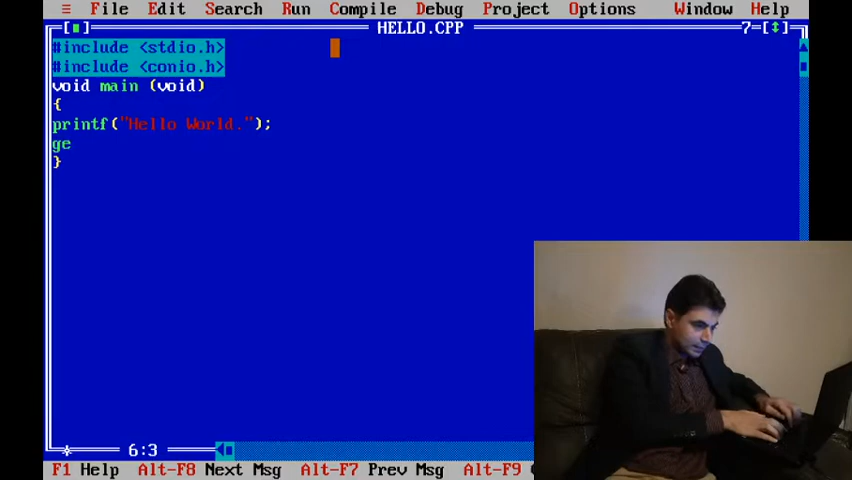 ≡ File Edit Search Run Compile Debug Project Options Window Help
HELLO.CPP 7
#include <stdio.h>
#include <conio.h>
void main (void)
{
printf("Hello World.");
ge
}
6:3
F1 Help Alt-F8 Next Msg Alt-F7 Prev Msg Alt-F9